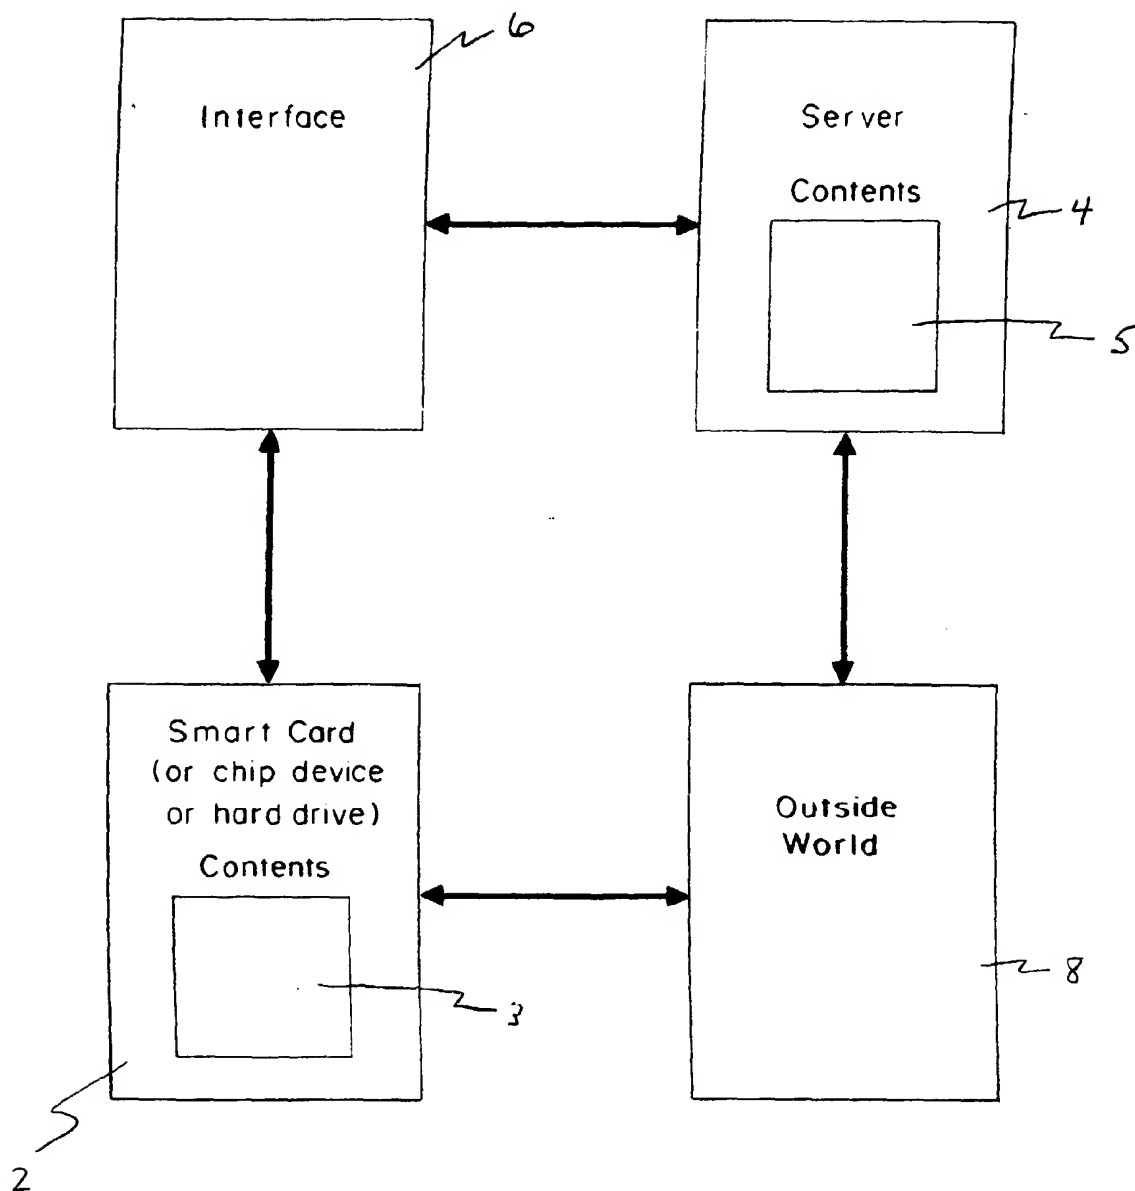 6
Interface
Server
Contents
4
5
Smart Card
(or chip device
or hard drive)
Contents
3
2
Outside
World
8